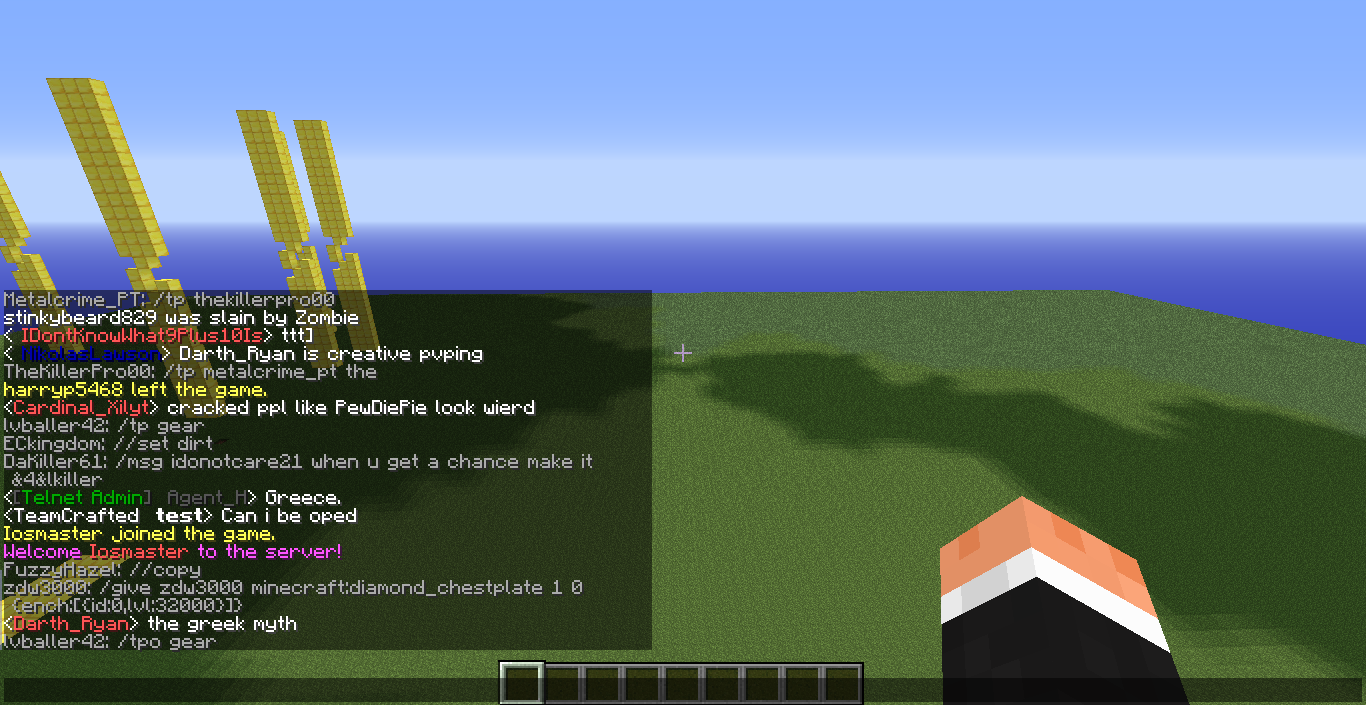 Metalcrime_PT: /tp thekillerpro00
stinkybeard829 was slain by Zombie
< IDontKnowWhat9Plus10Is> ttt]
< NikolasLawson> Darth_Ryan is creative pvping
TheKillerPro00: /tp metalcrime_pt the
harryp5468 left the game.
<Cardinal_Xilyt> cracked ppl like PewDiePie look wierd
lvballer42: /tp gear
ECkingdom: //set dirt
DaKiller61: /msg idonotcare21 when u get a chance make it
&4&lkiller
<[Telnet Admin] Agent_H> Greece.
<TeamCrafted test> Can i be oped
Iosmaster joined the game.
Welcome Iosmaster to the server!
FuzzyHazel: //copy
zdw3000: /give zdw3000 minecraft:diamond_chestplate 1 0
{ench:[{id:0,lvl:32000}]}
<Darth_Ryan> the greek myth
lvballer42: /tpo gear